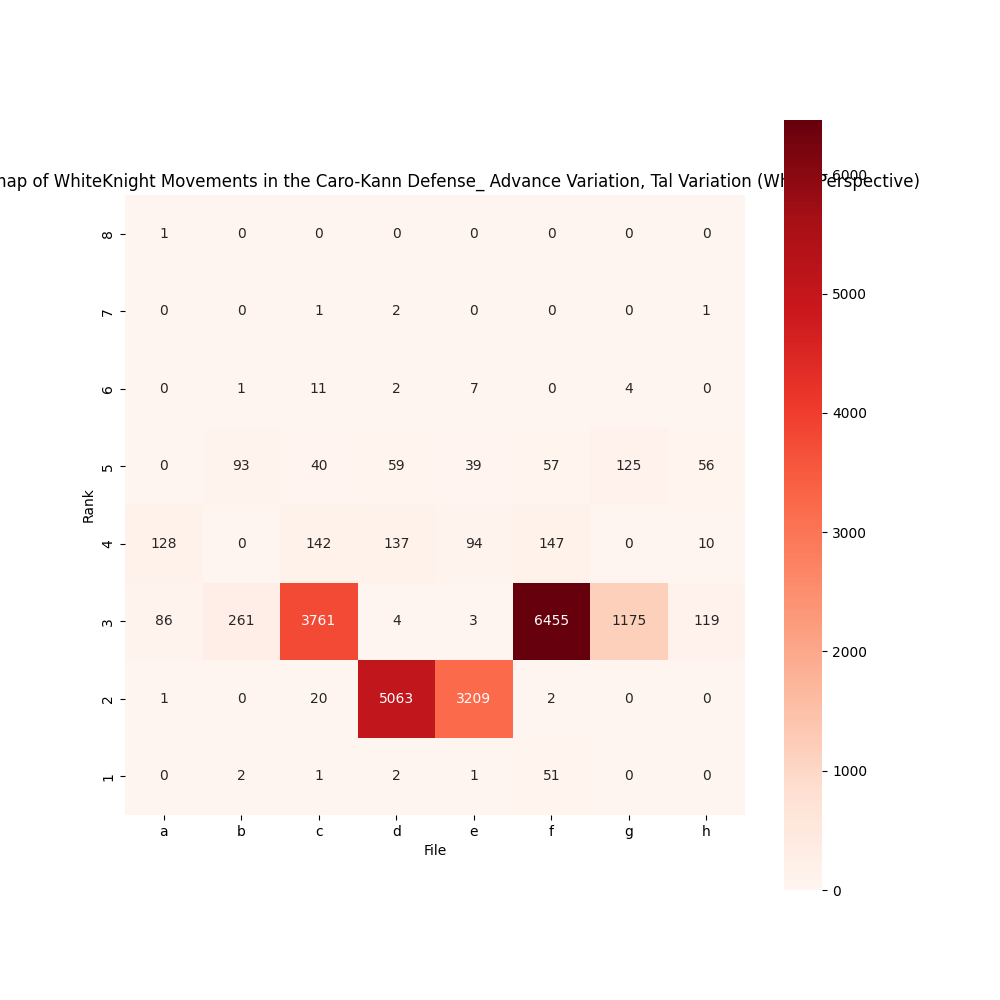 map of WhiteKnight Movements in the Caro-Kann Defense_ Advance Variation, Tal Variation (White Perspective)
6000
8 1 0 0 0 0 0 0 0
5000
7 0 0 1 2 0 0 0 1
6 0 1 11 2 7 0 4 0
4000
5 0 93 40 59 39 57 125 56
Rank
3000
4 128 0 142 137 94 147 0 10
3 86 261 3761 4 3 6455 1175 119
2000
2 1 0 20 5063 3209 2 0 0
1000
1 0 2 1 2 1 51 0 0
a b c d e f g h
File
0